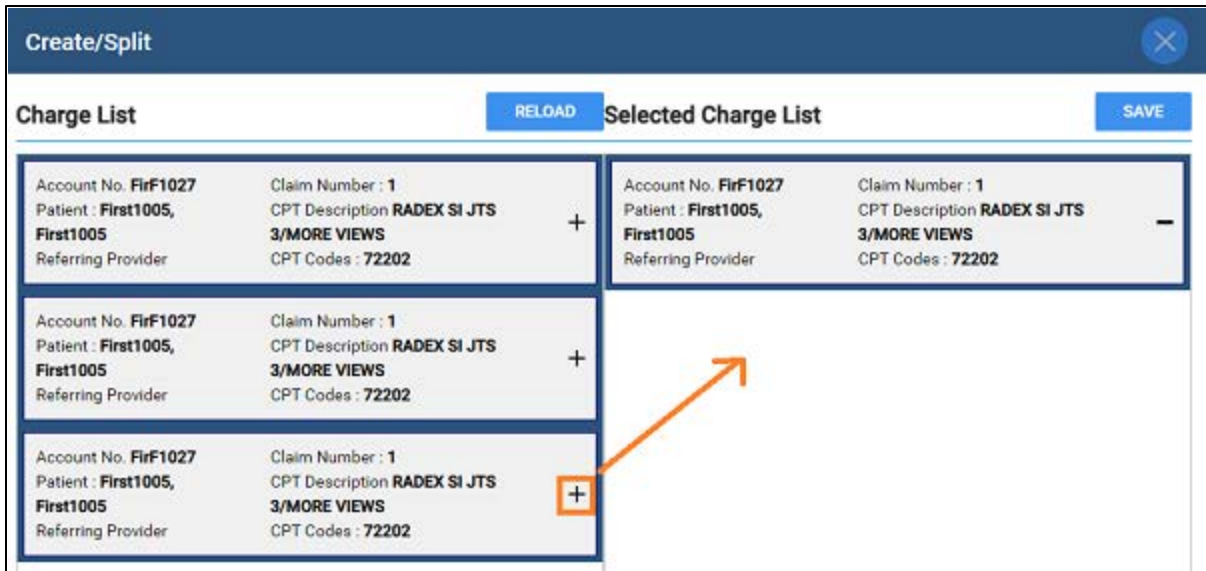 Create/Split
Charge List
RELOAD
Selected Charge List
SAVE
Account No. FirF1027
Patient : First1005,
First1005
Referring Provider
Claim Number : 1
CPT Description RADEX SI JTS
3/MORE VIEWS
CPT Codes : 72202
+
Account No. FirF1027
Patient : First1005,
First1005
Referring Provider
Claim Number : 1
CPT Description RADEX SI JTS
3/MORE VIEWS
CPT Codes : 72202
+
Account No. FirF1027
Patient : First1005,
First1005
Referring Provider
Claim Number : 1
CPT Description RADEX SI JTS
3/MORE VIEWS
CPT Codes : 72202
+
Account No. FirF1027
Patient : First1005,
First1005
Referring Provider
Claim Number : 1
CPT Description RADEX SI JTS
3/MORE VIEWS
CPT Codes : 72202
−